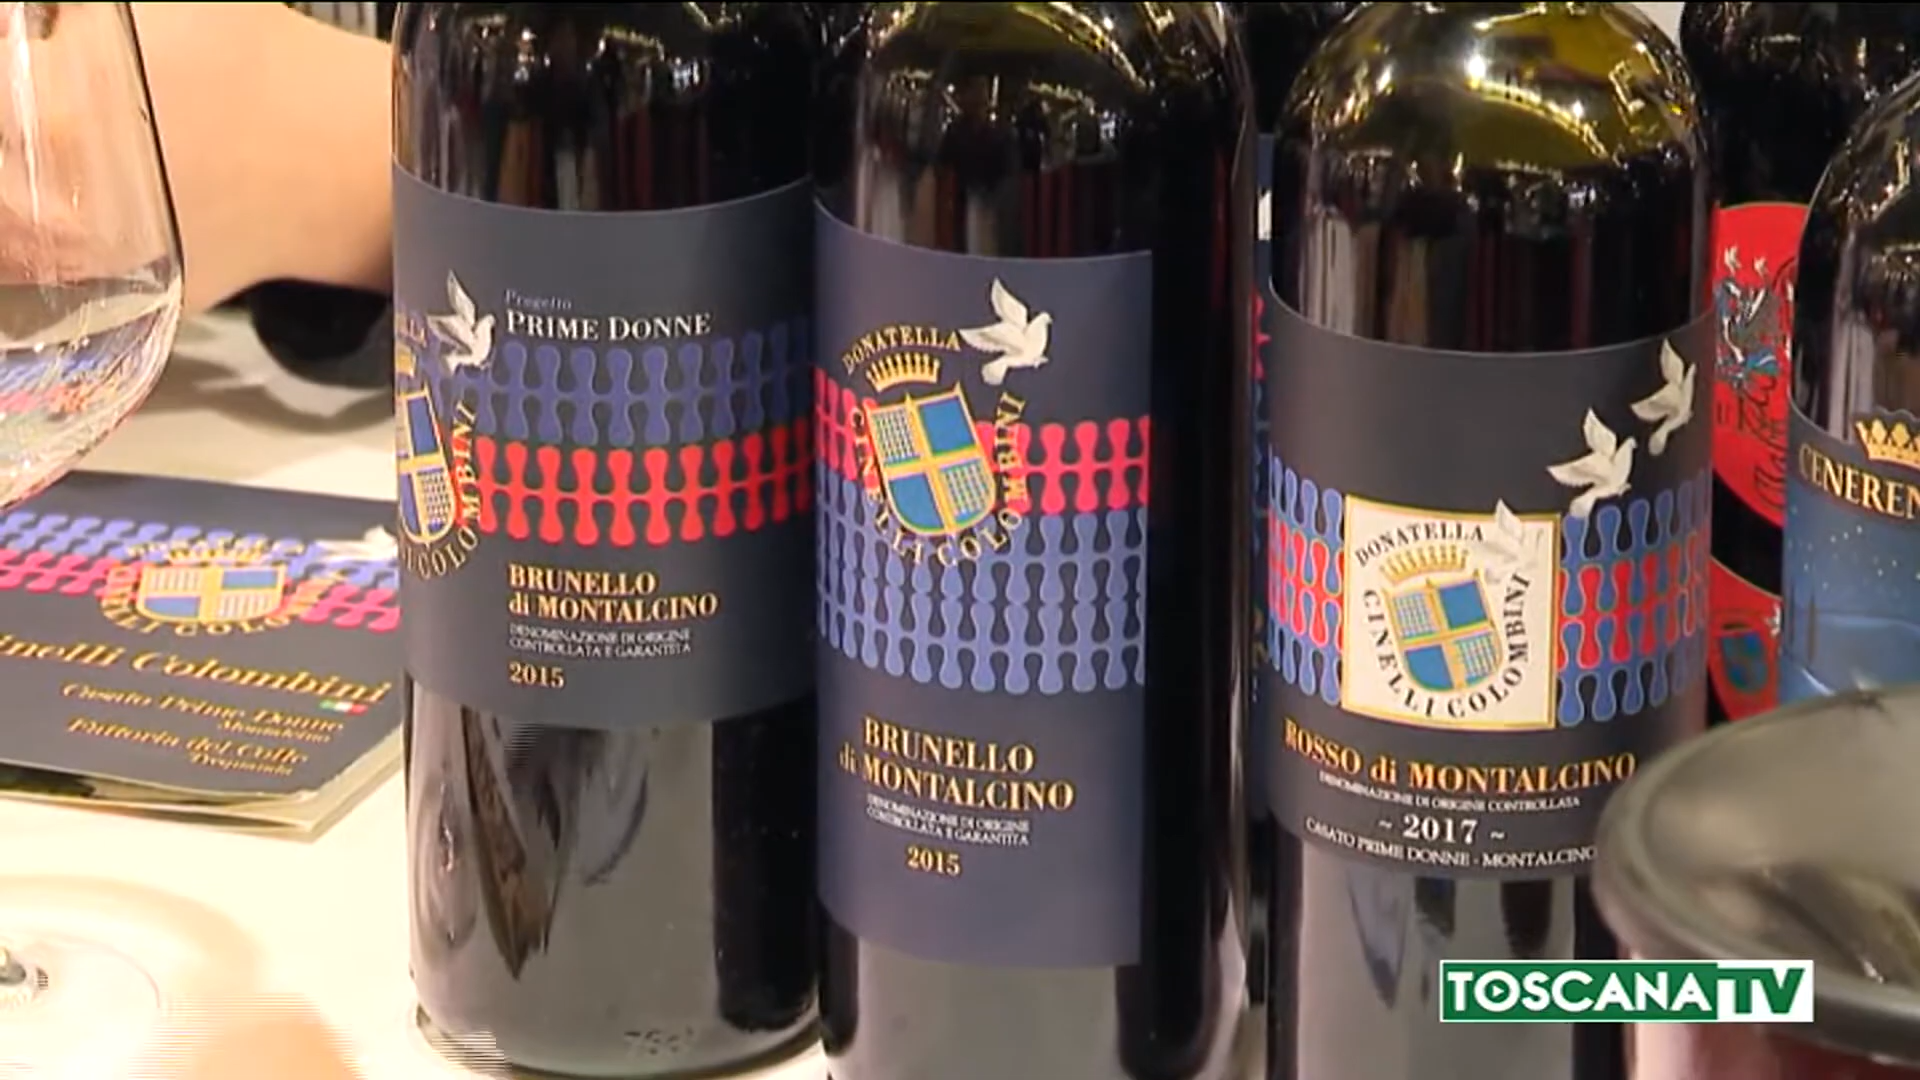 Progetto
PRIME DONNE
COLOMBINI
BRUNELLO
di MONTALCINO
DENOMINAZIONE DI ORIGINE
CONTROLLATA E GARANTITA
2015
DONATELLA
CINELLI COLOMBINI
BRUNELLO
di MONTALCINO
DENOMINAZIONE DI ORIGINE
CONTROLLATA E GARANTITA
2015
DONATELLA
CINELLI COLOMBINI
ROSSO di MONTALCINO
DENOMINAZIONE DI ORIGINE CONTROLLATA
~ 2017 ~
CASATO PRIME DONNE - MONTALCINO
CENEREN
inelli Colombini
Casato Prime Donne
Montalcino
Fattoria del Colle
Trequanda
TOSCANA TV